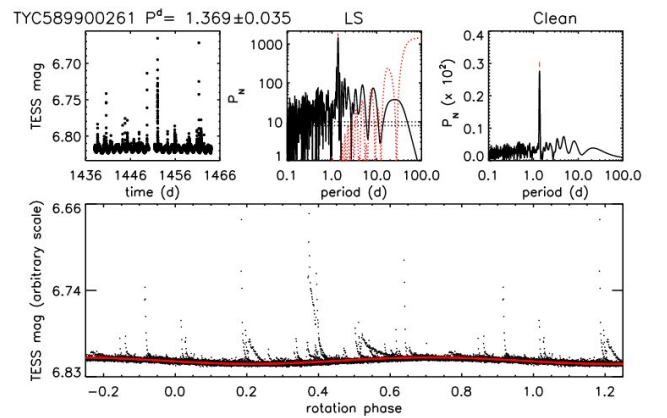 TYC589900261 Pᵈ= 1.369±0.035
LS
Clean
TESS mag
6.70
6.75
6.80
1436 1446 1456 1466
time (d)
P_N
1000
100
10
1
0.1 1.0 10.0 100.0
period (d)
P_N (x 10²)
0.4
0.3
0.2
0.1
0.0
0.1 1.0 10.0 100.0
period (d)
TESS mag (arbitrary scale)
6.66
6.74
6.83
−0.2 0.0 0.2 0.4 0.6 0.8 1.0 1.2
rotation phase